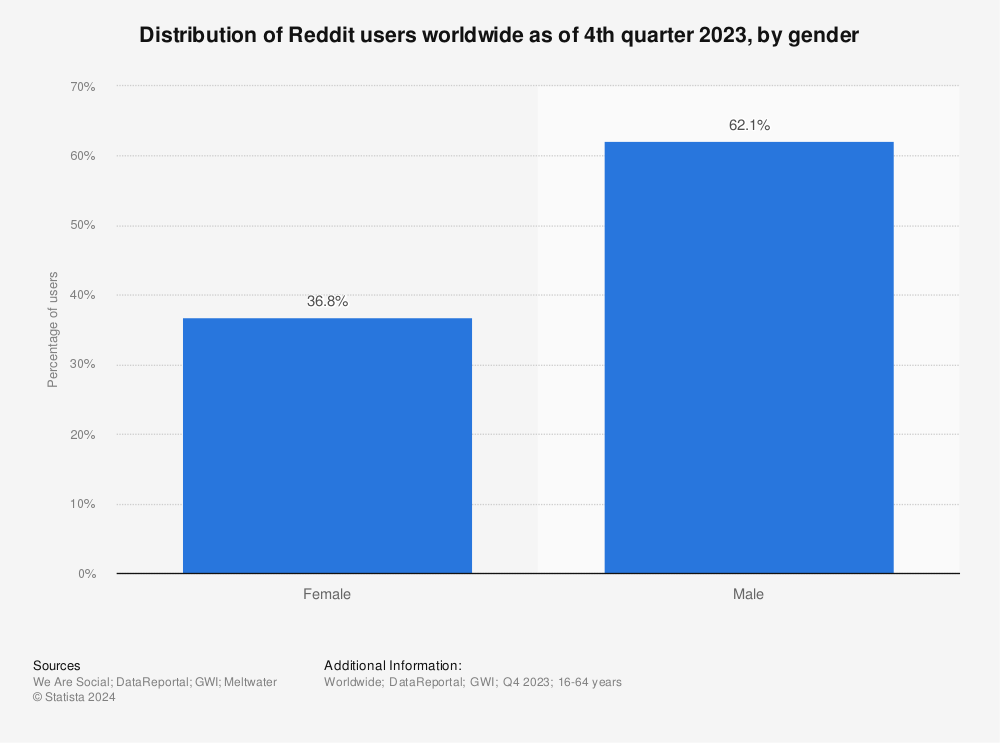 Distribution of Reddit users worldwide as of 4th quarter 2023, by gender
70%
62.1%
60%
50%
40%
36.8%
30%
20%
10%
0%
Percentage of users
Female Male
Sources
We Are Social; DataReportal; GWI; Meltwater
© Statista 2024
Additional Information:
Worldwide; DataReportal; GWI; Q4 2023; 16-64 years